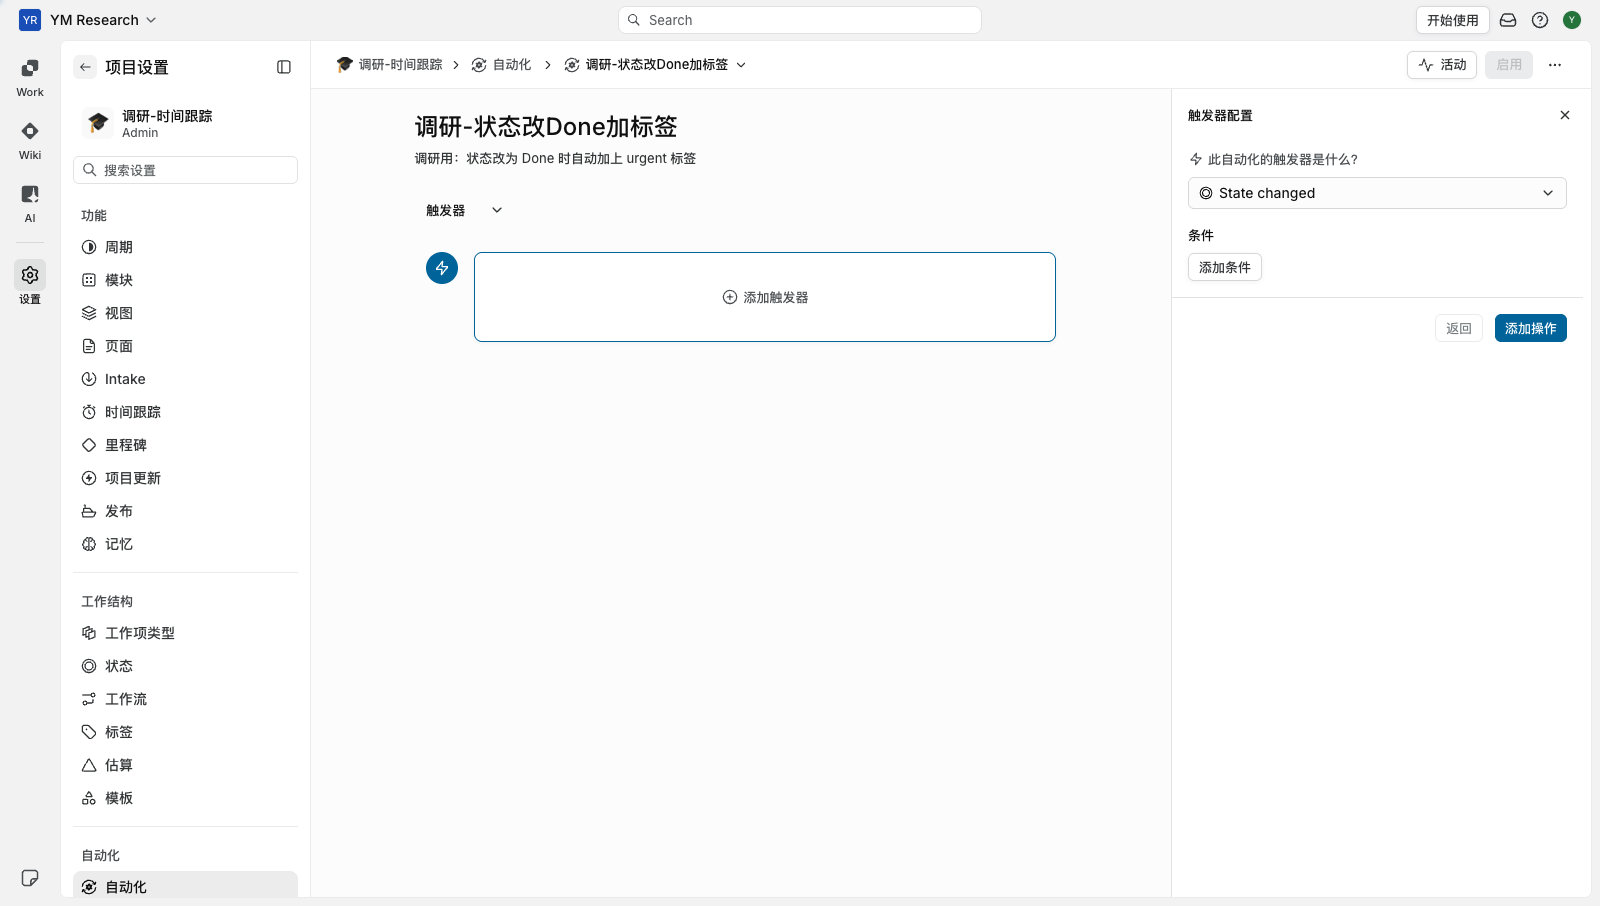 YR YM Research
Search
开始使用
Y
Work
Wiki
AI
设置
项目设置
调研-时间跟踪
Admin
搜索设置
功能
周期
模块
视图
页面
Intake
时间跟踪
里程碑
项目更新
发布
记忆
工作结构
工作项类型
状态
工作流
标签
估算
模板
自动化
自动化
调研-时间跟踪 自动化 调研-状态改Done加标签
活动 启用
调研-状态改Done加标签
调研用：状态改为 Done 时自动加上 urgent 标签
触发器
添加触发器
触发器配置
此自动化的触发器是什么?
State changed
条件
添加条件
返回 添加操作